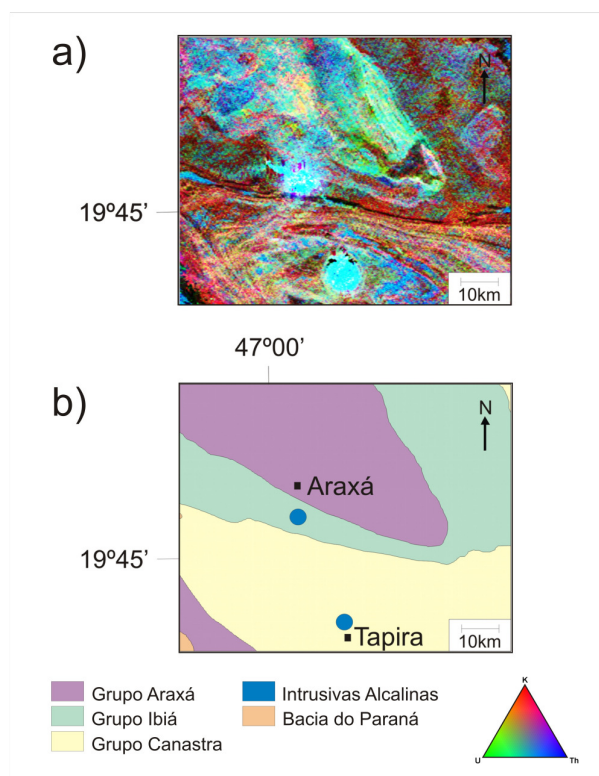 a)
N
19º45'
10km
47º00'
b)
N
Araxá
19º45'
Tapira
10km
Grupo Araxá
Intrusivas Alcalinas
Grupo Ibiá
Bacia do Paraná
Grupo Canastra
K
U
Th